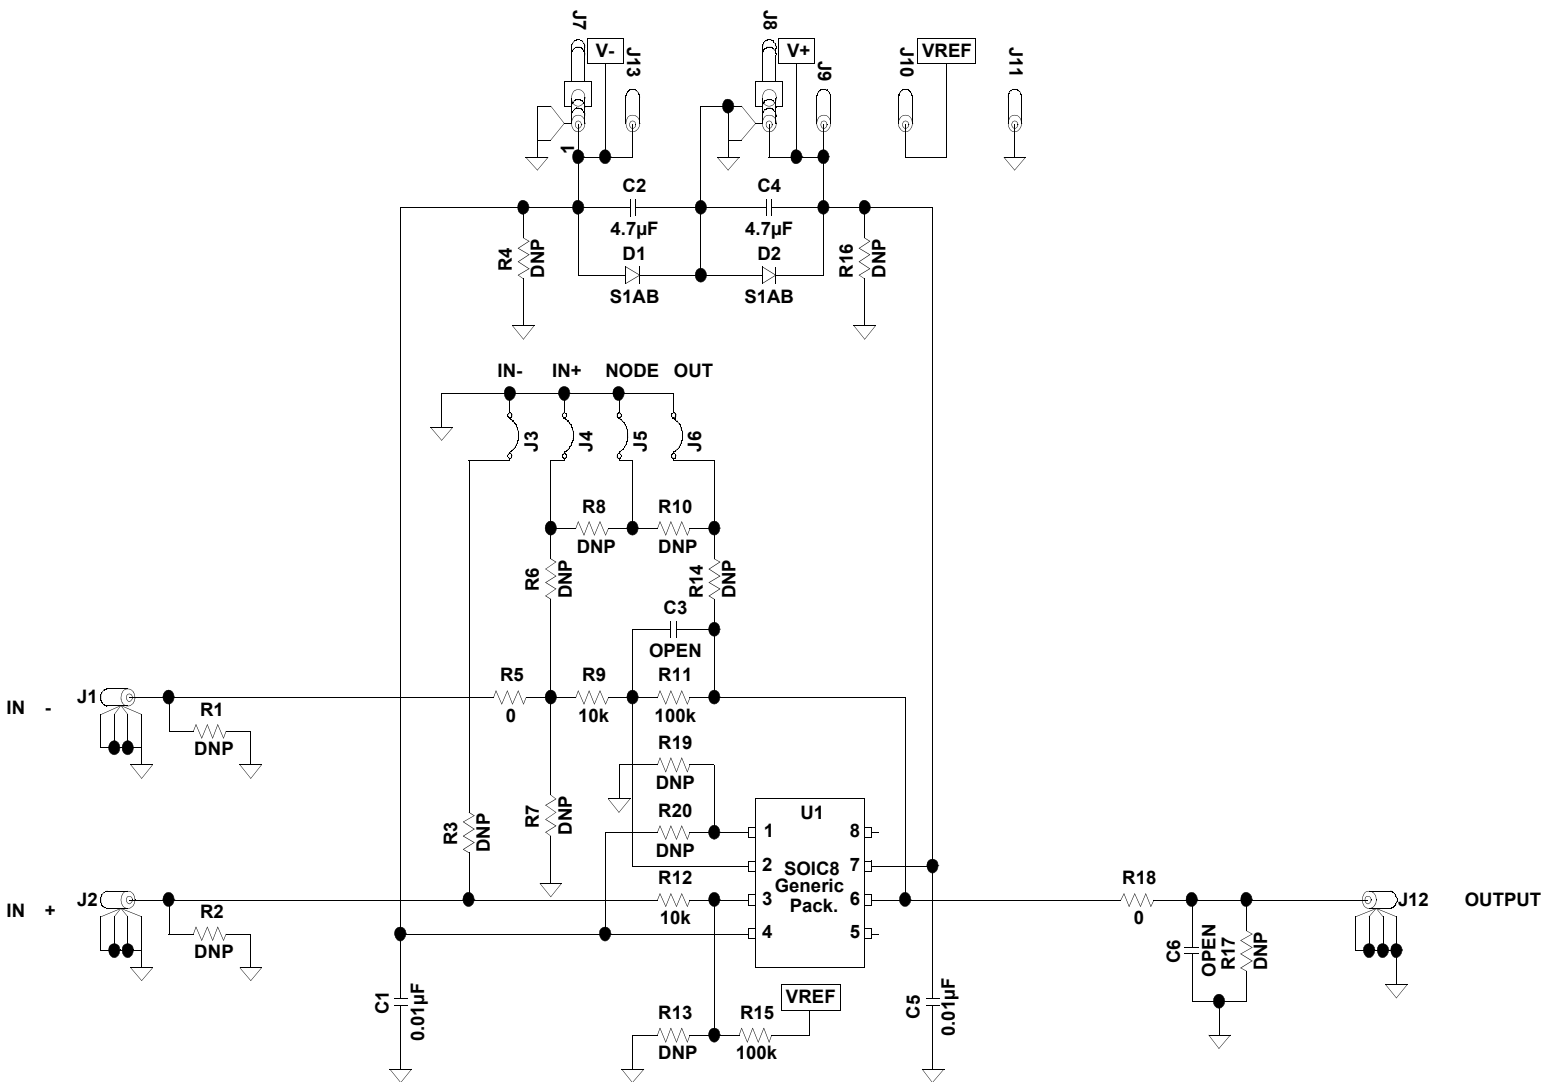 J7
V-
J13
J8
V+
J9
J10
VREF
J11
1
C2
4.7µF
C4
4.7µF
R4
DNP
D1
S1AB
D2
S1AB
R16
DNP
IN- IN+ NODE OUT
J3
J4
J5
J6
R8
DNP
R10
DNP
R6
DNP
R14
DNP
C3
OPEN
IN -
J1
R1
DNP
R5
0
R9
10k
R11
100k
R19
DNP
R20
DNP
R3
DNP
R7
DNP
U1
SOIC8
Generic
Pack.
1
2
3
4
8
7
6
5
IN +
J2
R2
DNP
R12
10k
R18
0
J12
OUTPUT
C6
OPEN
R17
DNP
C1
0.01µF
R13
DNP
R15
100k
VREF
C5
0.01µF